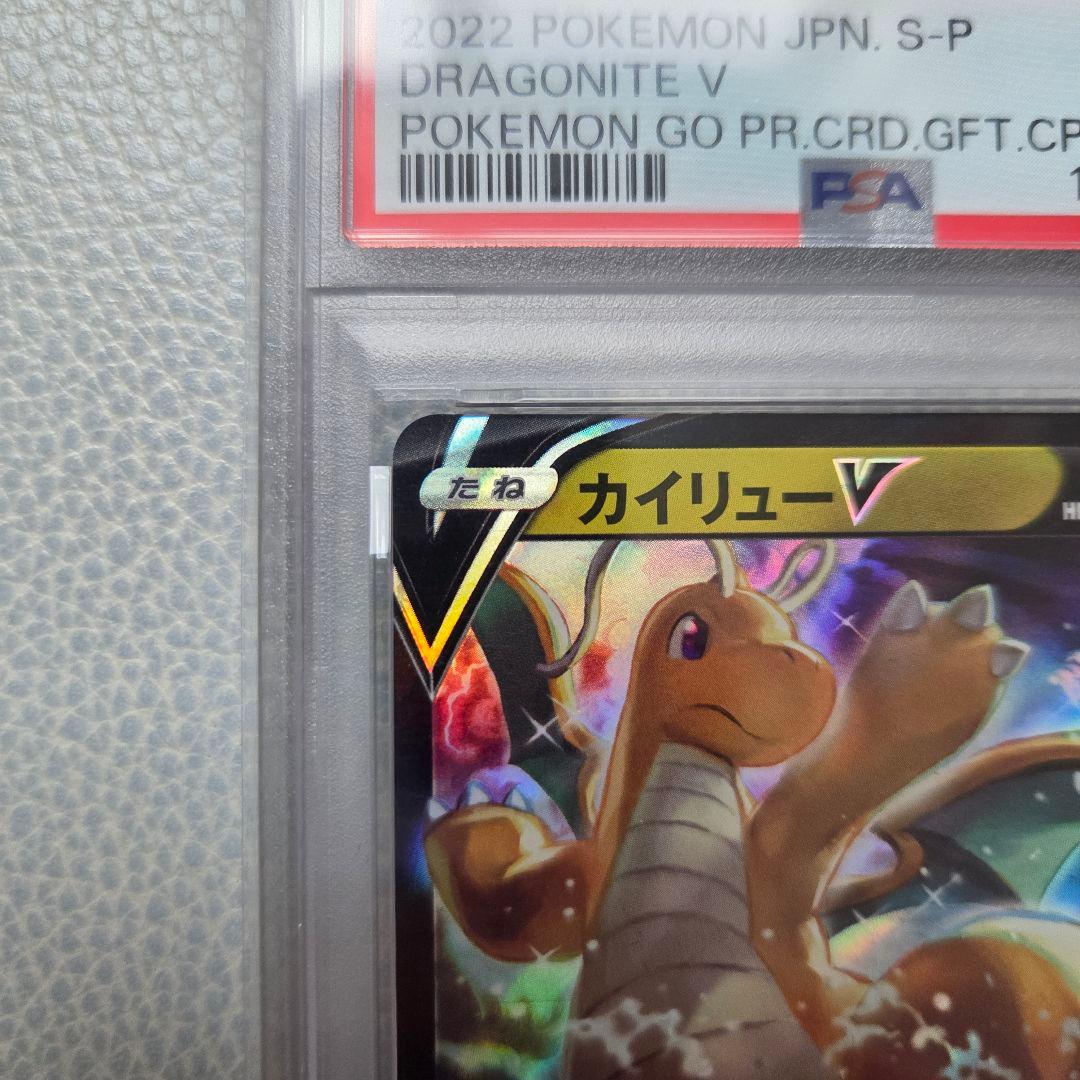 2022 POKEMON JPN. S-P
DRAGONITE V
POKEMON GO PR.CRD.GFT.CP
PSA
たね カイリューV